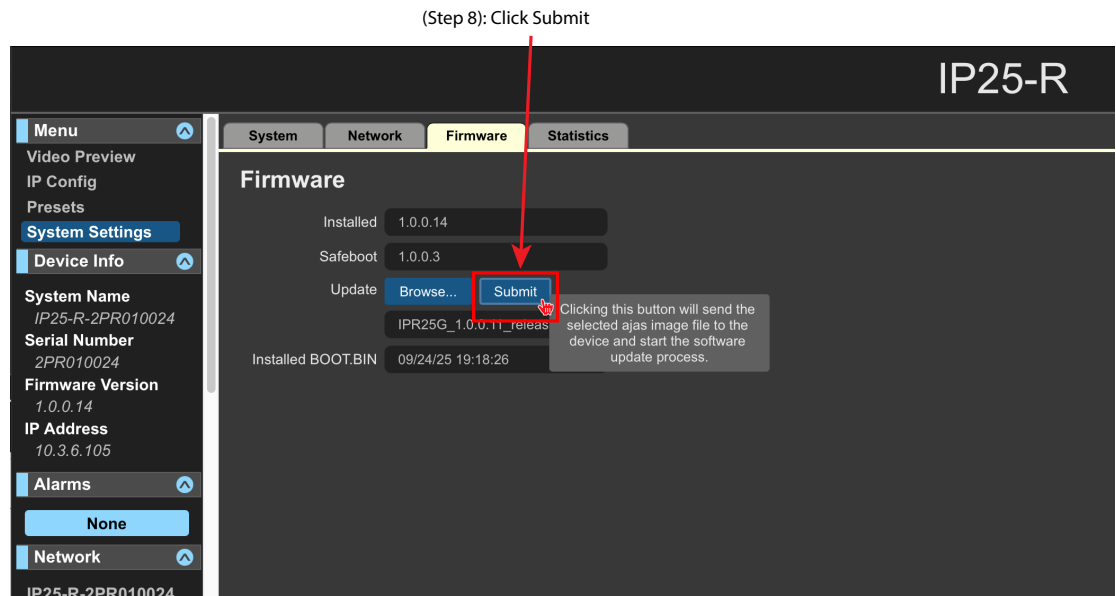 (Step 8): Click Submit
IP25-R
Menu
Video Preview
IP Config
Presets
System Settings
Device Info
System Name
IP25-R-2PR010024
Serial Number
2PR010024
Firmware Version
1.0.0.14
IP Address
10.3.6.105
Alarms
None
Network
IP25-R-2PR010024
System Network Firmware Statistics
Firmware
Installed 1.0.0.14
Safeboot 1.0.0.3
Update Browse... Submit
IPR25G_1.0.0.11_releas
Installed BOOT.BIN 09/24/25 19:18:26
Clicking this button will send the
selected ajas image file to the
device and start the software
update process.